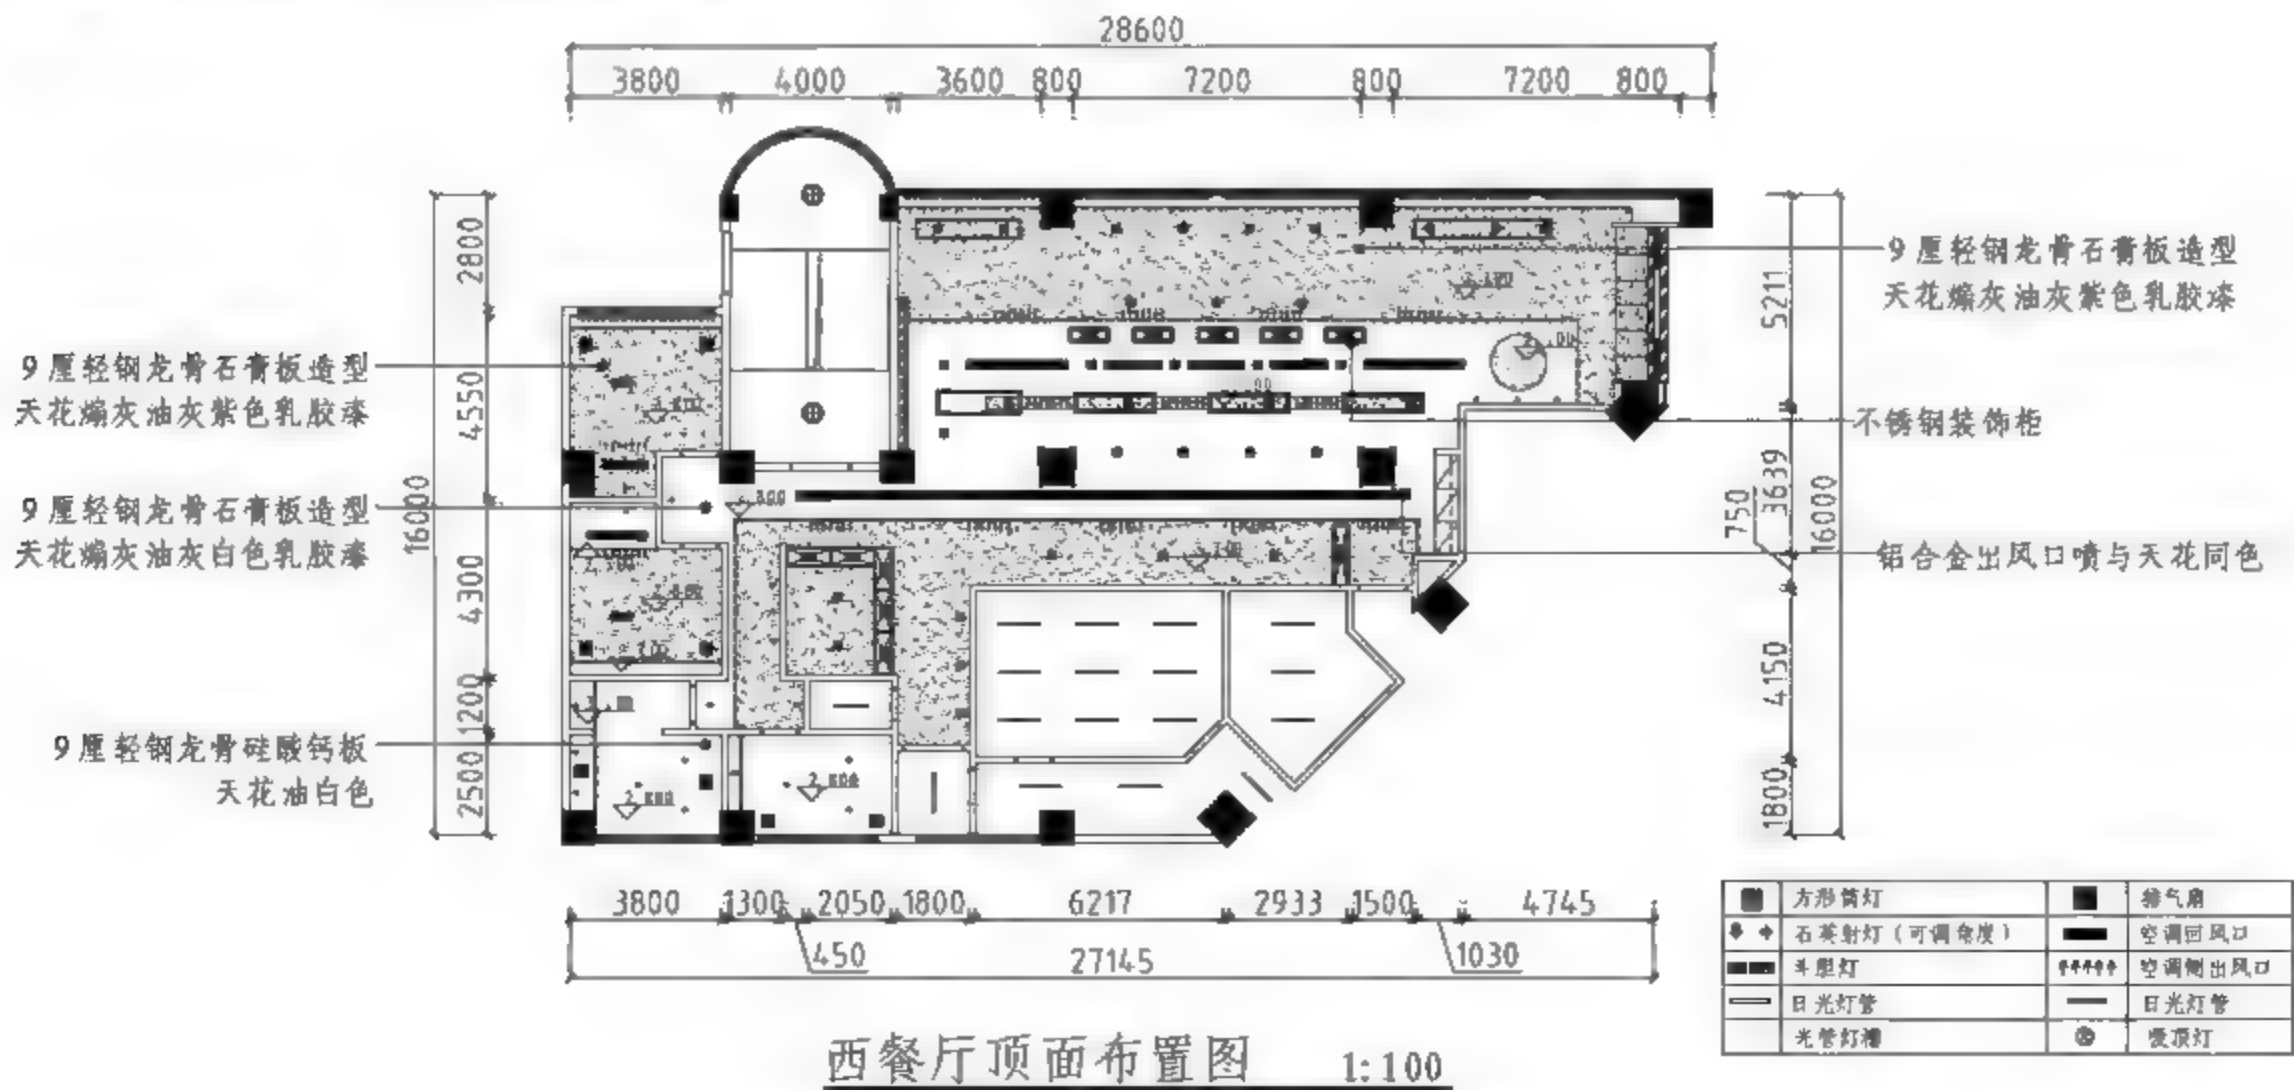 28600
3800 4000 3600 800 7200 800 7200 800
2800
4550
4300
1200
2500
16000
9厘轻钢龙骨石膏板造型
天花煽灰油灰紫色乳胶漆
9厘轻钢龙骨石膏板造型
天花煽灰油灰白色乳胶漆
9厘轻钢龙骨硅酸钙板
天花油白色
9厘轻钢龙骨石膏板造型
天花煽灰油灰紫色乳胶漆
不锈钢装饰柜
铝合金出风口喷与天花同色
5211
3639
750
16000
4150
1800
3800 1300 2050 1800 6217 2933 1500 4745
450 27145 1030
方形筒灯 排气扇
石英射灯(可调角度) 空调回风口
斗胆灯 空调侧出风口
日光灯管 日光灯管
光管灯槽 吸顶灯
西餐厅顶面布置图 1:100